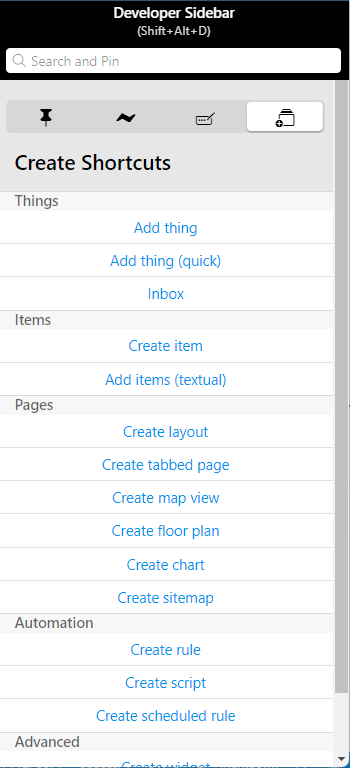 Developer Sidebar
(Shift+Alt+D)
Search and Pin
Create Shortcuts
Things
Add thing
Add thing (quick)
Inbox
Items
Create item
Add items (textual)
Pages
Create layout
Create tabbed page
Create map view
Create floor plan
Create chart
Create sitemap
Automation
Create rule
Create script
Create scheduled rule
Advanced
Create widget